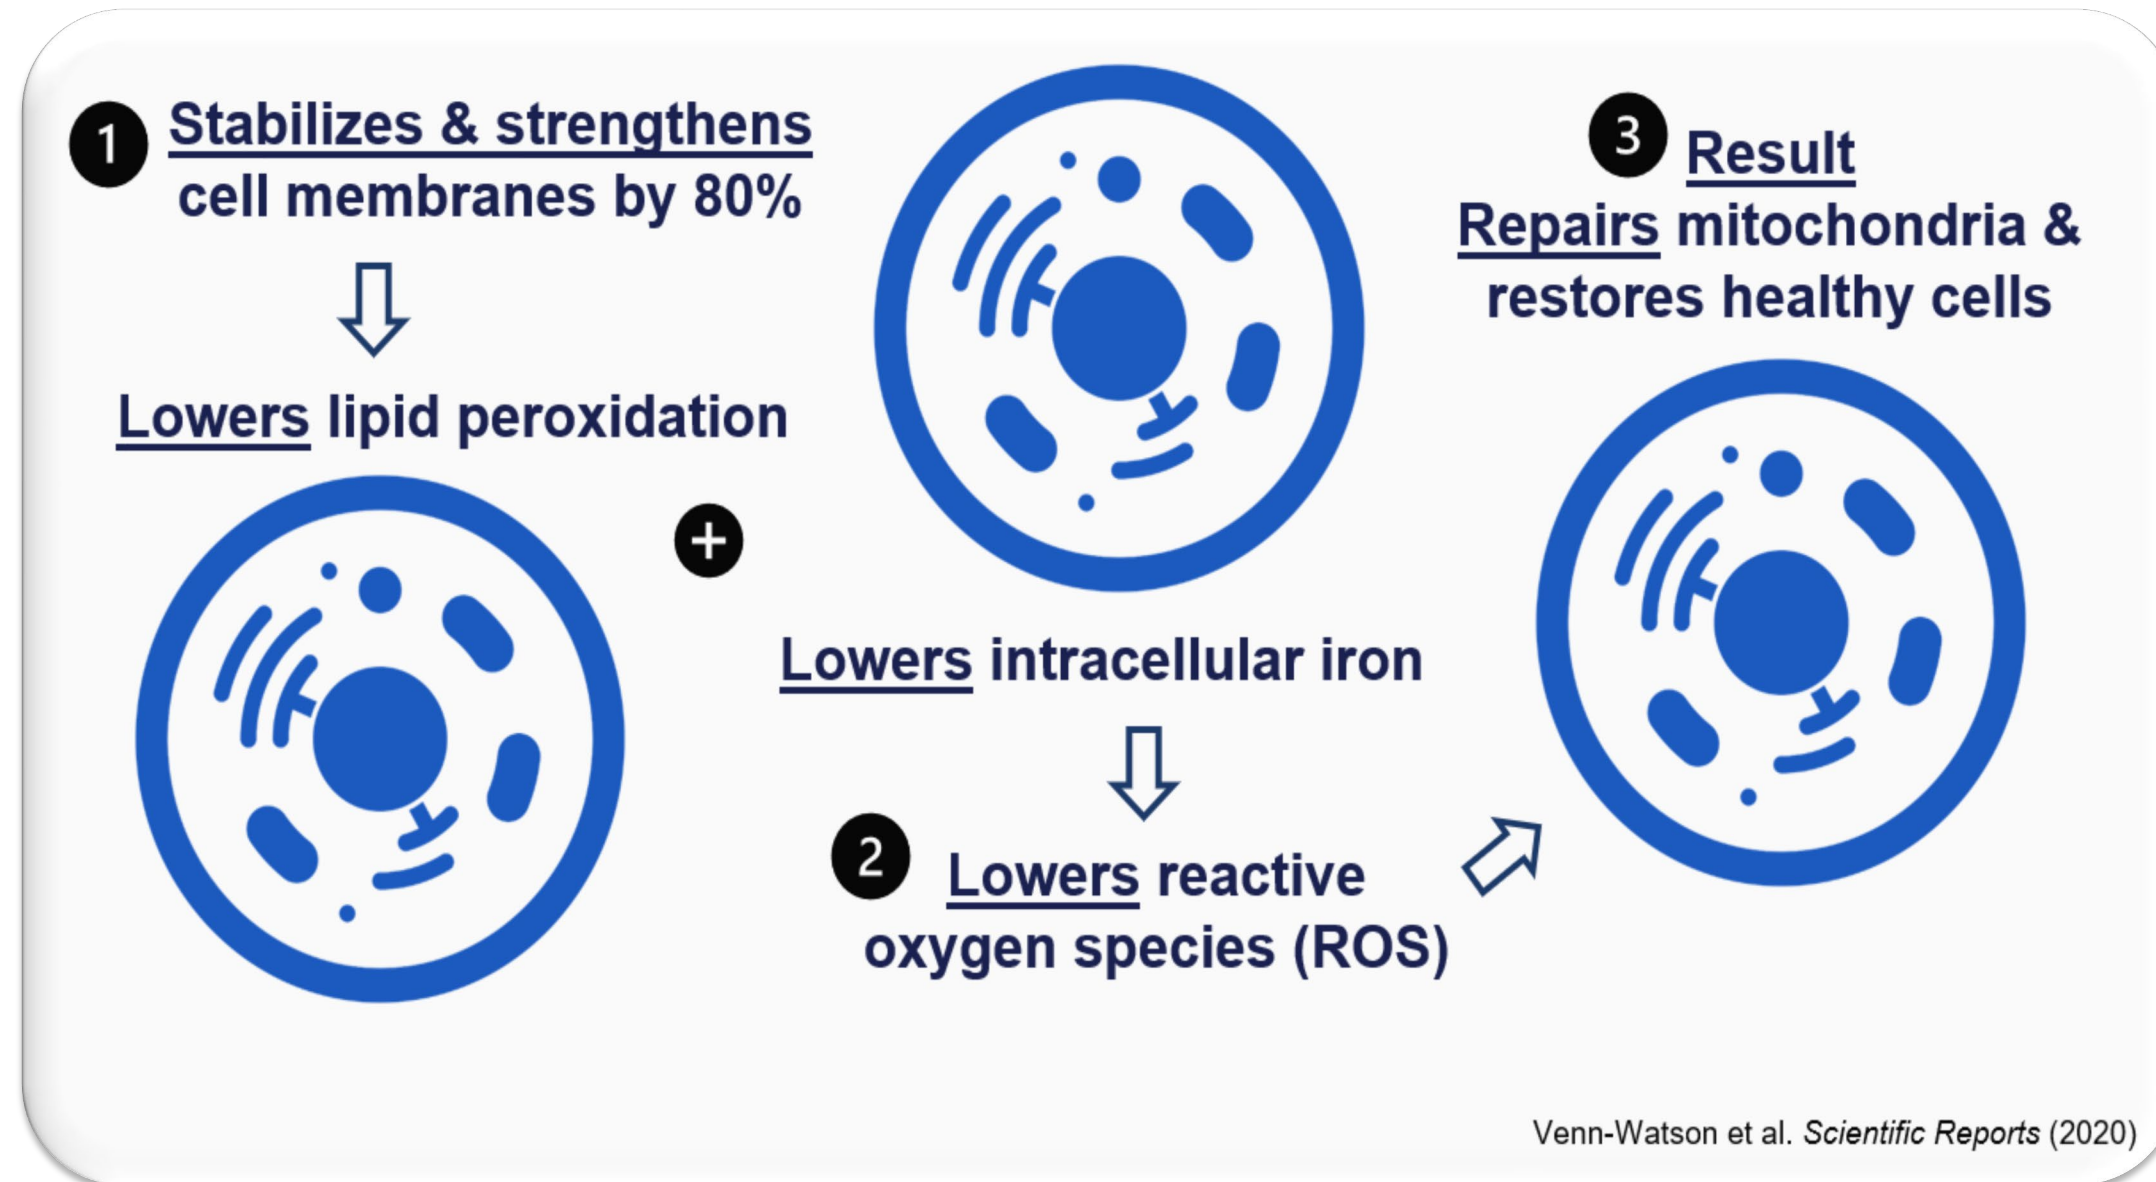 1
Stabilizes & strengthens
cell membranes by 80%
Lowers lipid peroxidation
+
Lowers intracellular iron
2
Lowers reactive
oxygen species (ROS)
3
Result
Repairs mitochondria &
restores healthy cells
Venn-Watson et al. Scientific Reports (2020)